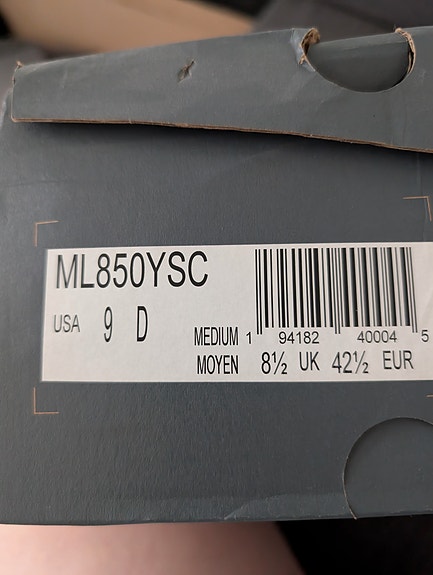 ML850YSC
USA 9 D
MEDIUM 1 94182 40004 5
MOYEN 8½ UK 42½ EUR